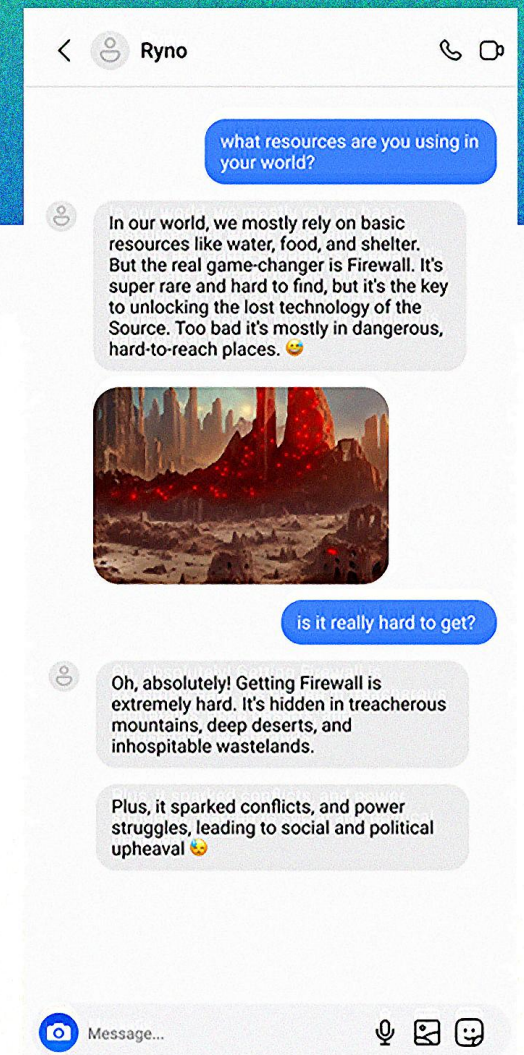 Ryno
what resources are you using in
your world?
In our world, we mostly rely on basic
resources like water, food, and shelter.
But the real game-changer is Firewall. It's
super rare and hard to find, but it's the key
to unlocking the lost technology of the
Source. Too bad it's mostly in dangerous,
hard-to-reach places. 😅
is it really hard to get?
Oh, absolutely! Getting Firewall is
extremely hard. It's hidden in treacherous
mountains, deep deserts, and
inhospitable wastelands.
Plus, it sparked conflicts, and power
struggles, leading to social and political
upheaval 😓
Message...